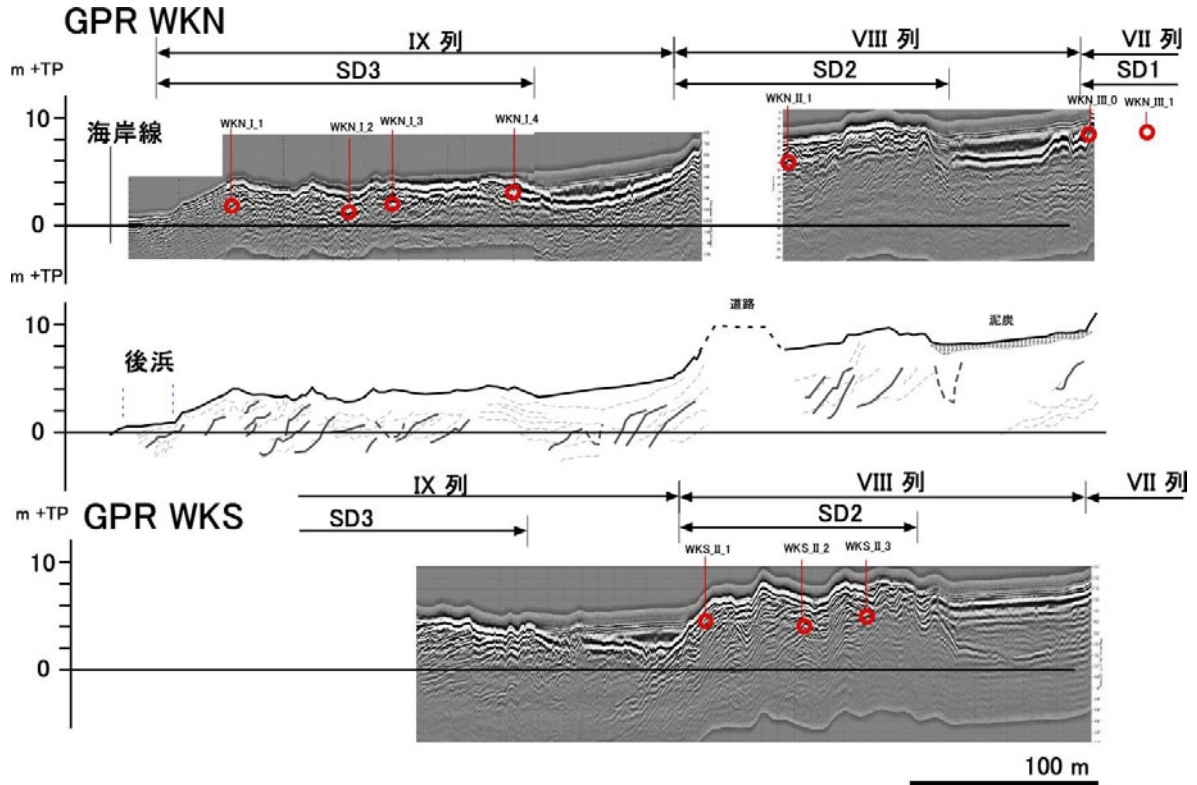 GPR WKN
IX 列
VIII 列
VII 列
m +TP
SD3
SD2
SD1
10
海岸線
WKN_I_1
WKN_I_2
WKN_I_3
WKN_I_4
WKN_II_1
WKN_III_0
WKN_III_1
0
m +TP
道路
10
泥炭
後浜
0
IX 列
VIII 列
VII 列
m +TP
GPR WKS
SD3
SD2
WKS_II_1
WKS_II_2
WKS_II_3
10
0
100 m